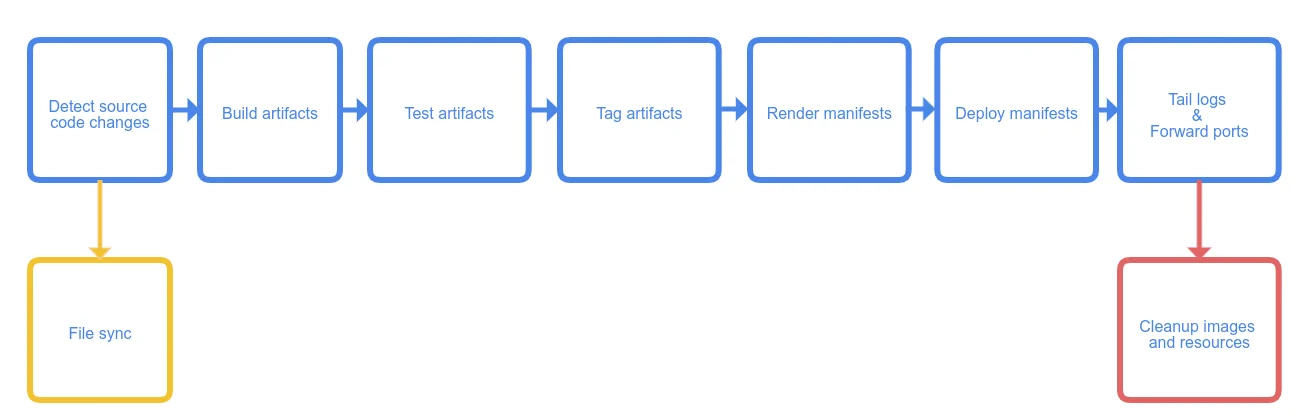 Detect source
code changes
Build artifacts
Test artifacts
Tag artifacts
Render manifests
Deploy manifests
Tail logs
&
Forward ports
File sync
Cleanup images
and resources